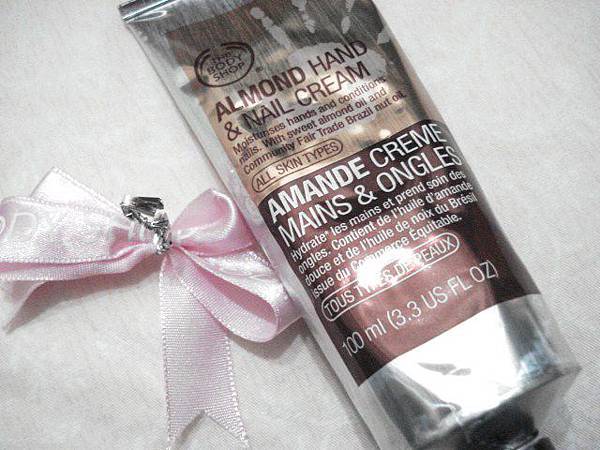 THE BODY SHOP
ALMOND HAND
& NAIL CREAM
Moisturises hands and conditions
nails. With sweet almond oil and
Community Fair Trade Brazil nut oil.
ALL SKIN TYPES
AMANDE CREME
MAINS & ONGLES
Hydrate* les mains et prend soin des
ongles. Contient de l'huile d'amande
douce et de l'huile de noix du Brésil
issue du Commerce Équitable.
TOUS TYPES DE PEAUX
100 ml (3.3 US FL OZ)